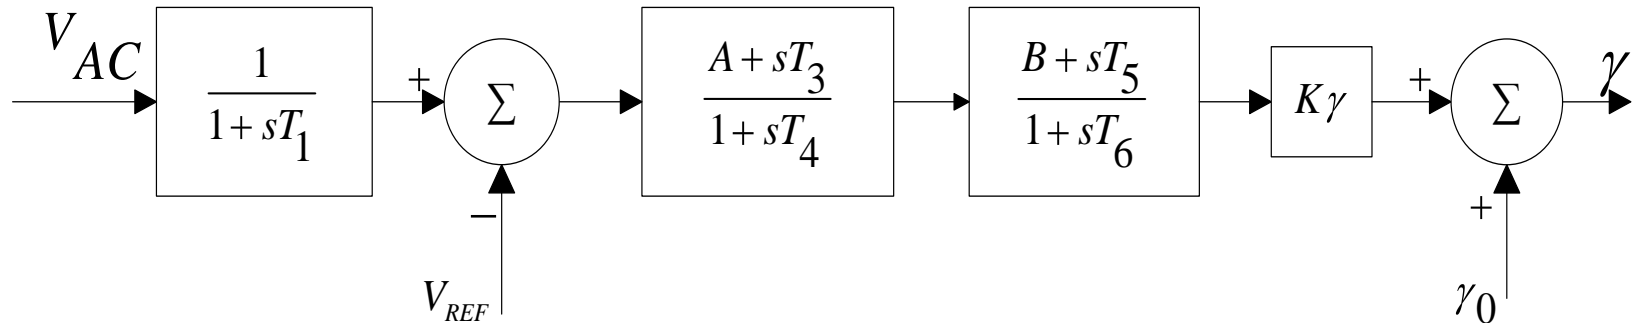 V_AC
1
1 + sT_1
+
Σ
−
V_REF
A + sT_3
1 + sT_4
B + sT_5
1 + sT_6
Kγ
+
Σ
+
γ_0
γ